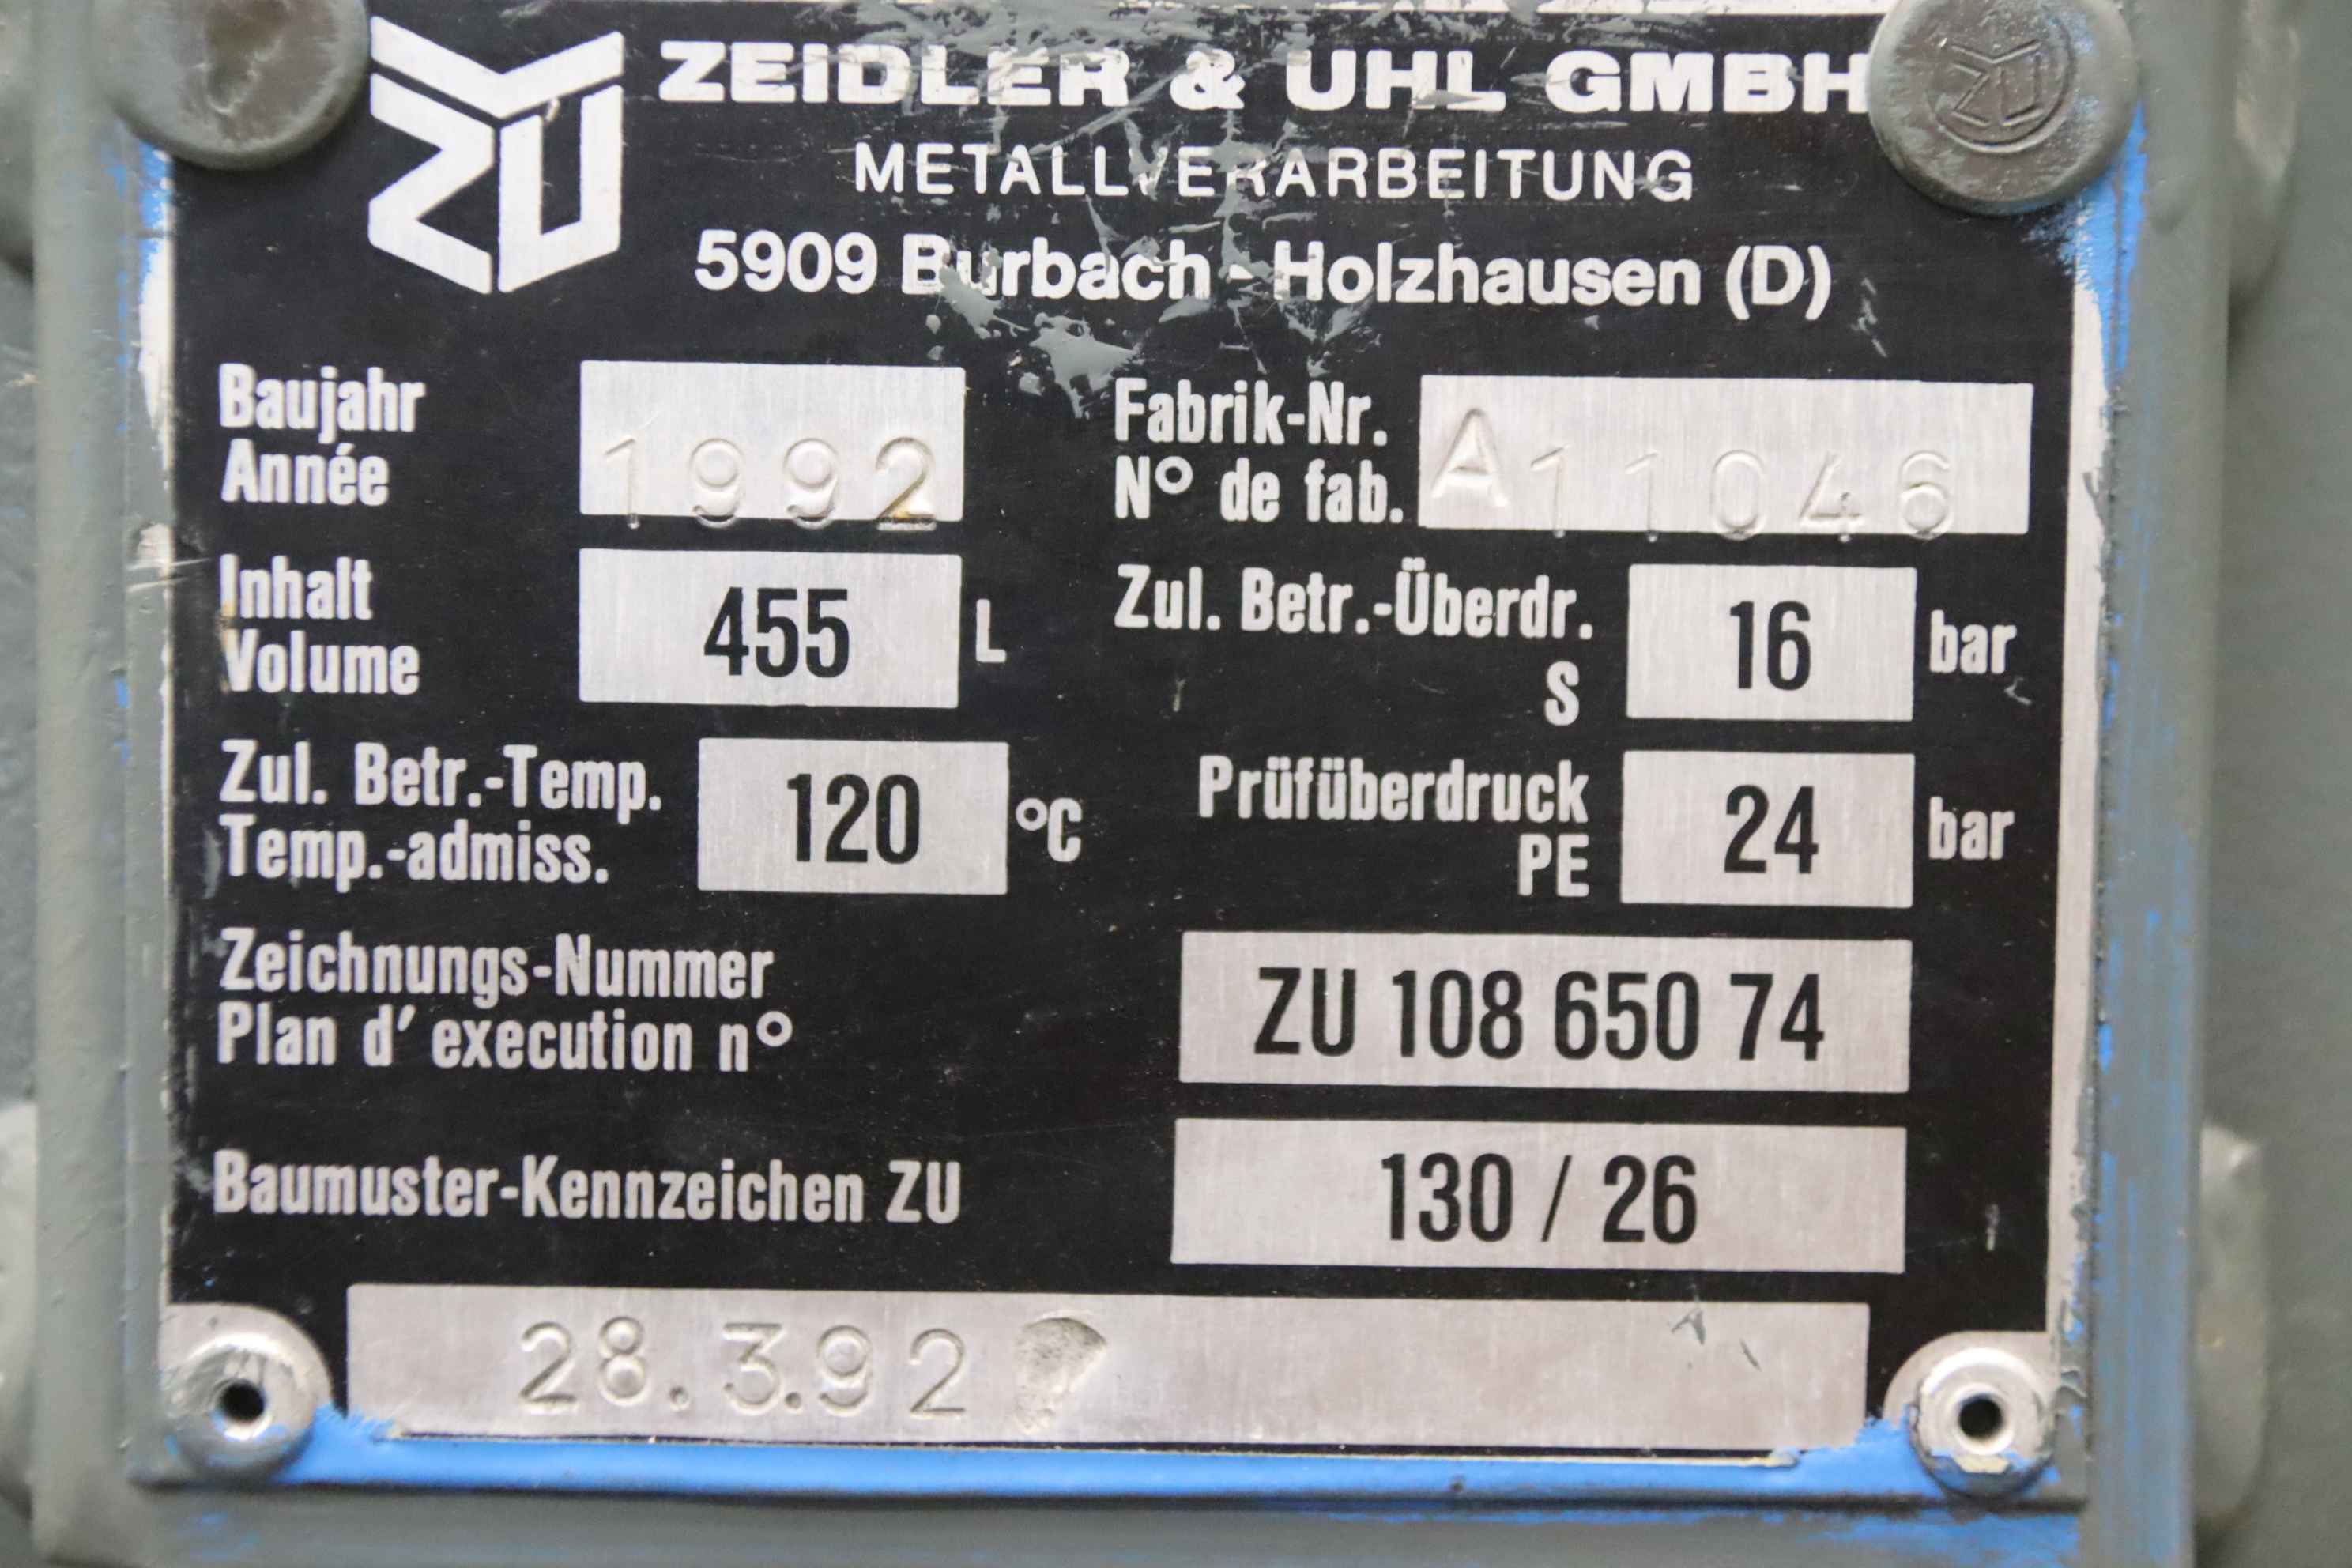 ZU ZEIDLER & UHL GMBH
METALLVERARBEITUNG
5909 Burbach - Holzhausen (D)
ZU
Baujahr
Année
1992
Fabrik-Nr.
N° de fab.
A11046
Inhalt
Volume
455 L
Zul. Betr.-Überdr.
S
16 bar
Zul. Betr.-Temp.
Temp.-admiss.
120 °C
Prüfüberdruck
PE
24 bar
Zeichnungs-Nummer
Plan d' execution n°
ZU 108 650 74
Baumuster-Kennzeichen ZU
130 / 26
28.3.92